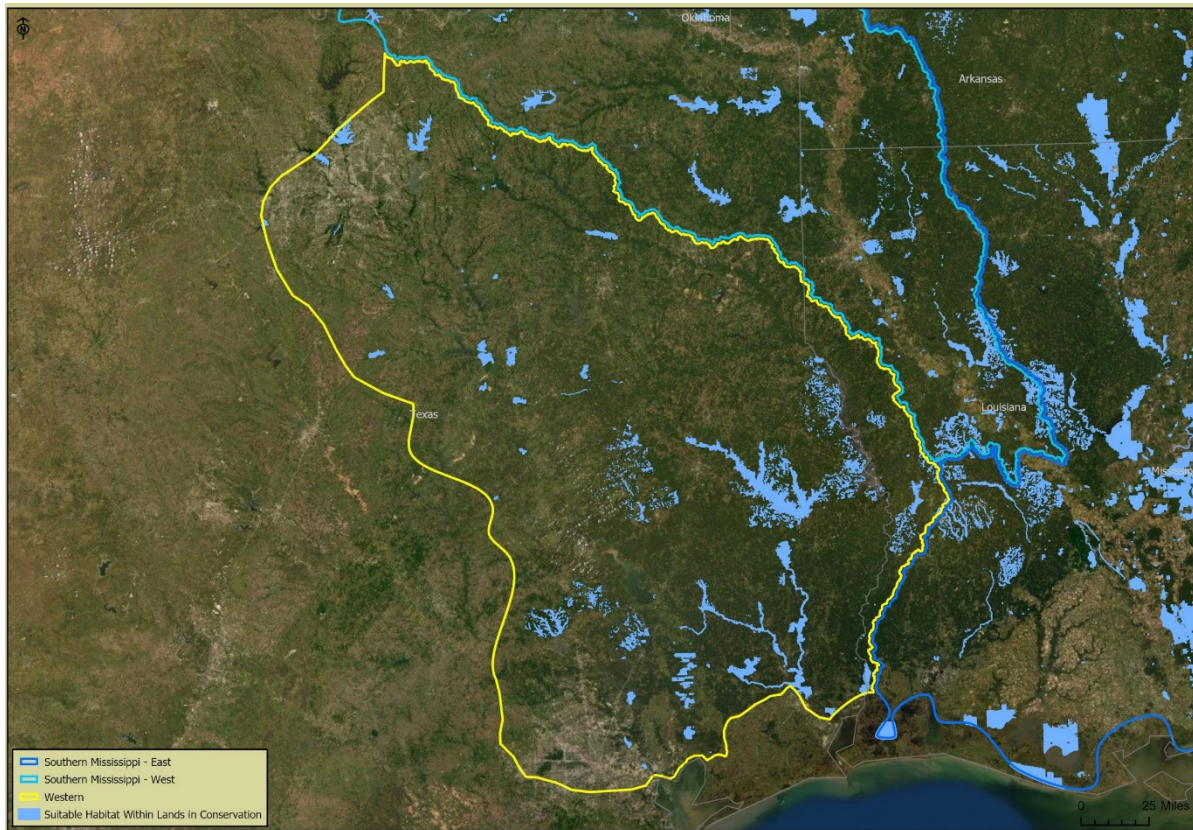 N
Oklahoma
Arkansas
Texas
Louisiana
Mississi
Southern Mississippi - East
Southern Mississippi - West
Western
Suitable Habitat Within Lands in Conservation
0 25 Miles